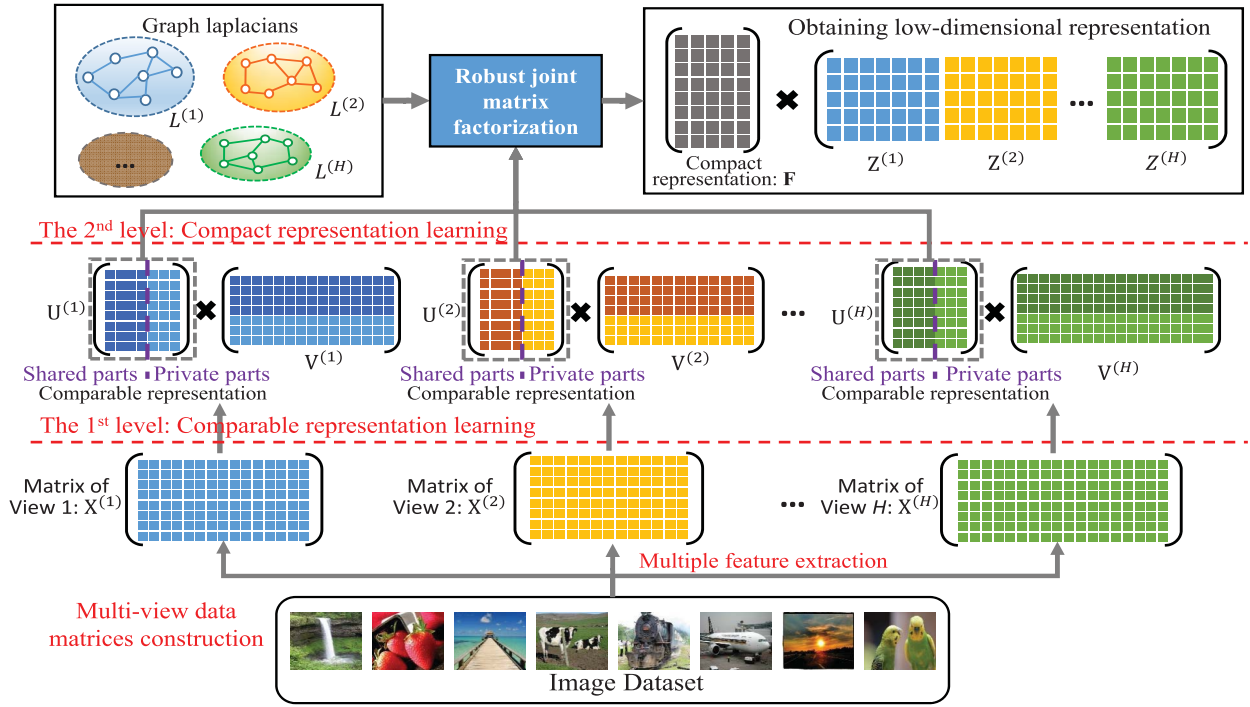 Graph laplacians
L^(1)
L^(2)
...
L^(H)
Robust joint
matrix
factorization
Obtaining low-dimensional representation
...
Compact
representation: F
Z^(1)
Z^(2)
Z^(H)
The 2nd level: Compact representation learning
U^(1)
V^(1)
Shared parts Private parts
Comparable representation
U^(2)
V^(2)
Shared parts Private parts
Comparable representation
...
U^(H)
V^(H)
Shared parts Private parts
Comparable representation
The 1st level: Comparable representation learning
Matrix of
View 1: X^(1)
Matrix of
View 2: X^(2)
...
Matrix of
View H: X^(H)
Multiple feature extraction
Multi-view data
matrices construction
Image Dataset